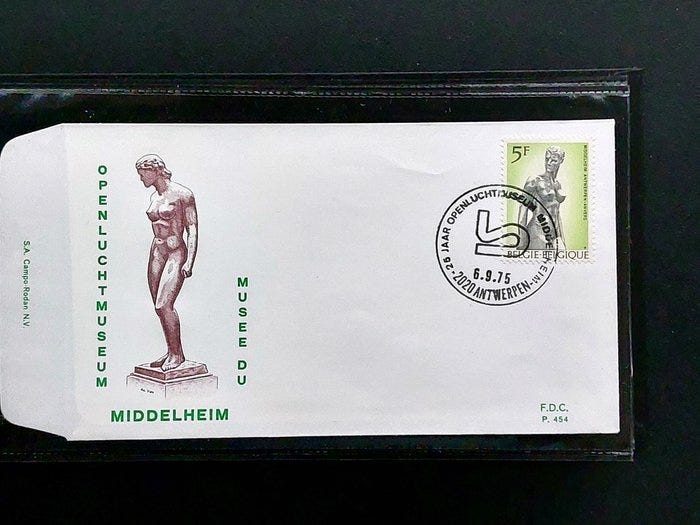 S.A. Campo Rodan N.V.
OPENLUCHTMUSEUM
MUSEE DU
MIDDELHEIM
5F
BELGIE-BELGIQUE
25 JAAR OPENLUCHTMUSEUM MIDDELHEIM
6.9.75
2020 ANTWERPEN
F.D.C.
P. 454